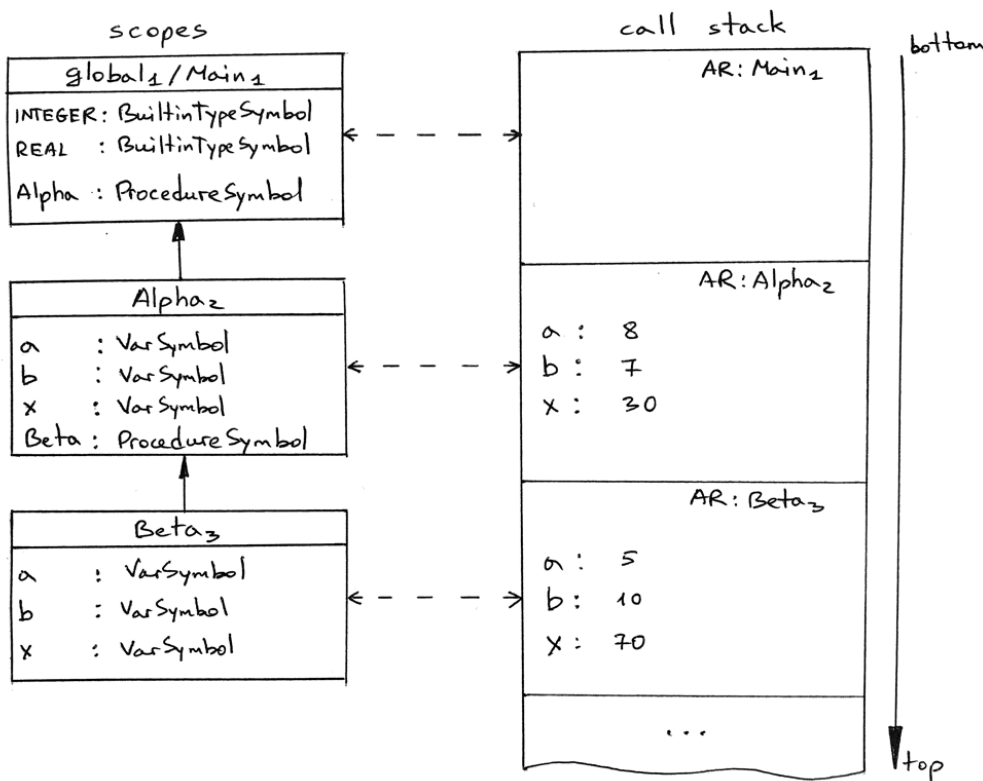 scopes
global₁/Main₁
INTEGER: BuiltinTypeSymbol
REAL : BuiltinTypeSymbol
Alpha : ProcedureSymbol
Alpha₂
a : VarSymbol
b : VarSymbol
x : VarSymbol
Beta : ProcedureSymbol
Beta₃
a : VarSymbol
b : VarSymbol
x : VarSymbol
call stack
AR: Main₁
AR: Alpha₂
a : 8
b : 7
x : 30
AR: Beta₃
a : 5
b : 10
x : 70
...
bottom
top